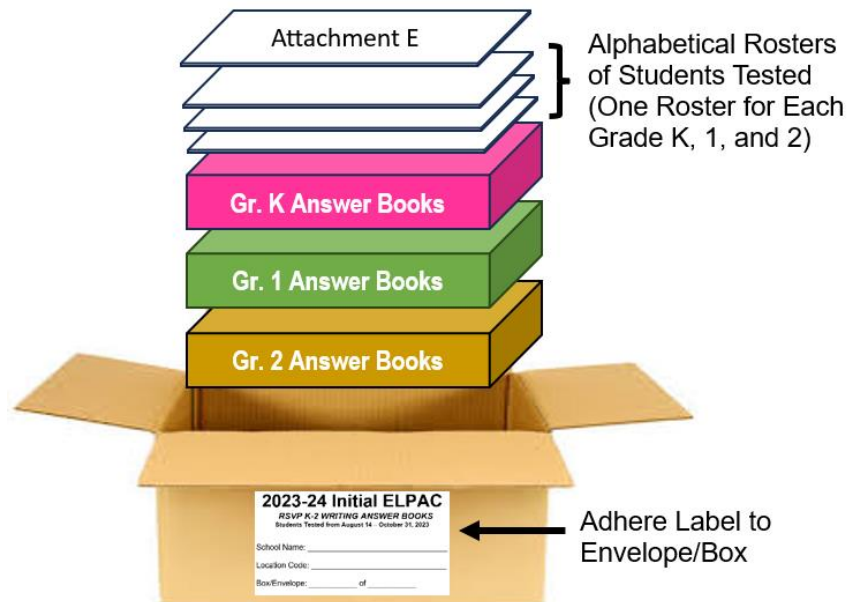 Attachment E
Alphabetical Rosters
of Students Tested
(One Roster for Each
Grade K, 1, and 2)
Gr. K Answer Books
Gr. 1 Answer Books
Gr. 2 Answer Books
2023-24 Initial ELPAC
RSVP K-2 WRITING ANSWER BOOKS
Students Tested from August 14 – October 31, 2023
School Name:
Location Code:
Box/Envelope: of
Adhere Label to
Envelope/Box